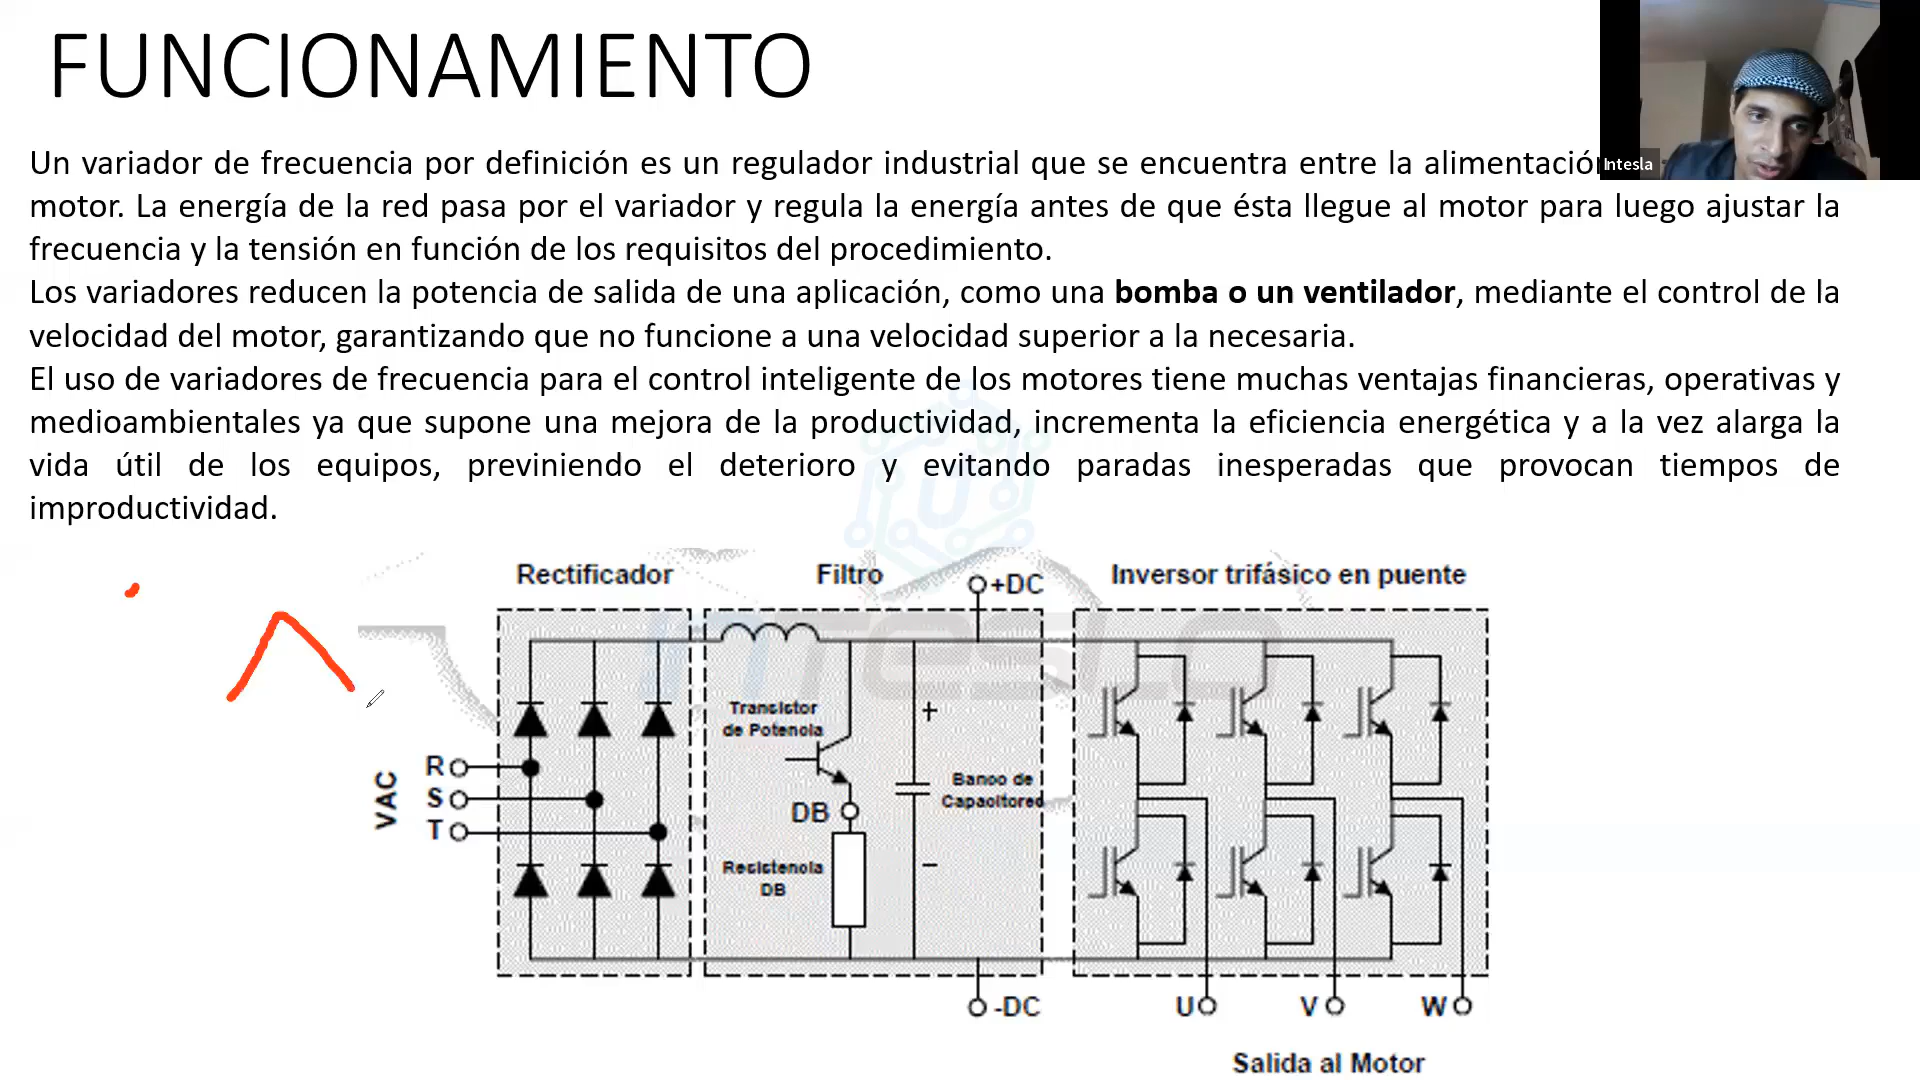 FUNCIONAMIENTO
Un variador de frecuencia por definición es un regulador industrial que se encuentra entre la alimentación
Intesla
motor. La energía de la red pasa por el variador y regula la energía antes de que ésta llegue al motor para luego ajustar la
frecuencia y la tensión en función de los requisitos del procedimiento.
Los variadores reducen la potencia de salida de una aplicación, como una bomba o un ventilador, mediante el control de la
velocidad del motor, garantizando que no funcione a una velocidad superior a la necesaria.
El uso de variadores de frecuencia para el control inteligente de los motores tiene muchas ventajas financieras, operativas y
medioambientales ya que supone una mejora de la productividad, incrementa la eficiencia energética y a la vez alarga la
vida útil de los equipos, previniendo el deterioro y evitando paradas inesperadas que provocan tiempos de
improductividad.
Rectificador
Filtro
+DC
Inversor trifásico en puente
INTESLA
Transistor
de Potencia
+
VAC
R
S
T
Banco de
Capacitores
DB
Resistencia
DB
−
-DC
U
V
W
Salida al Motor